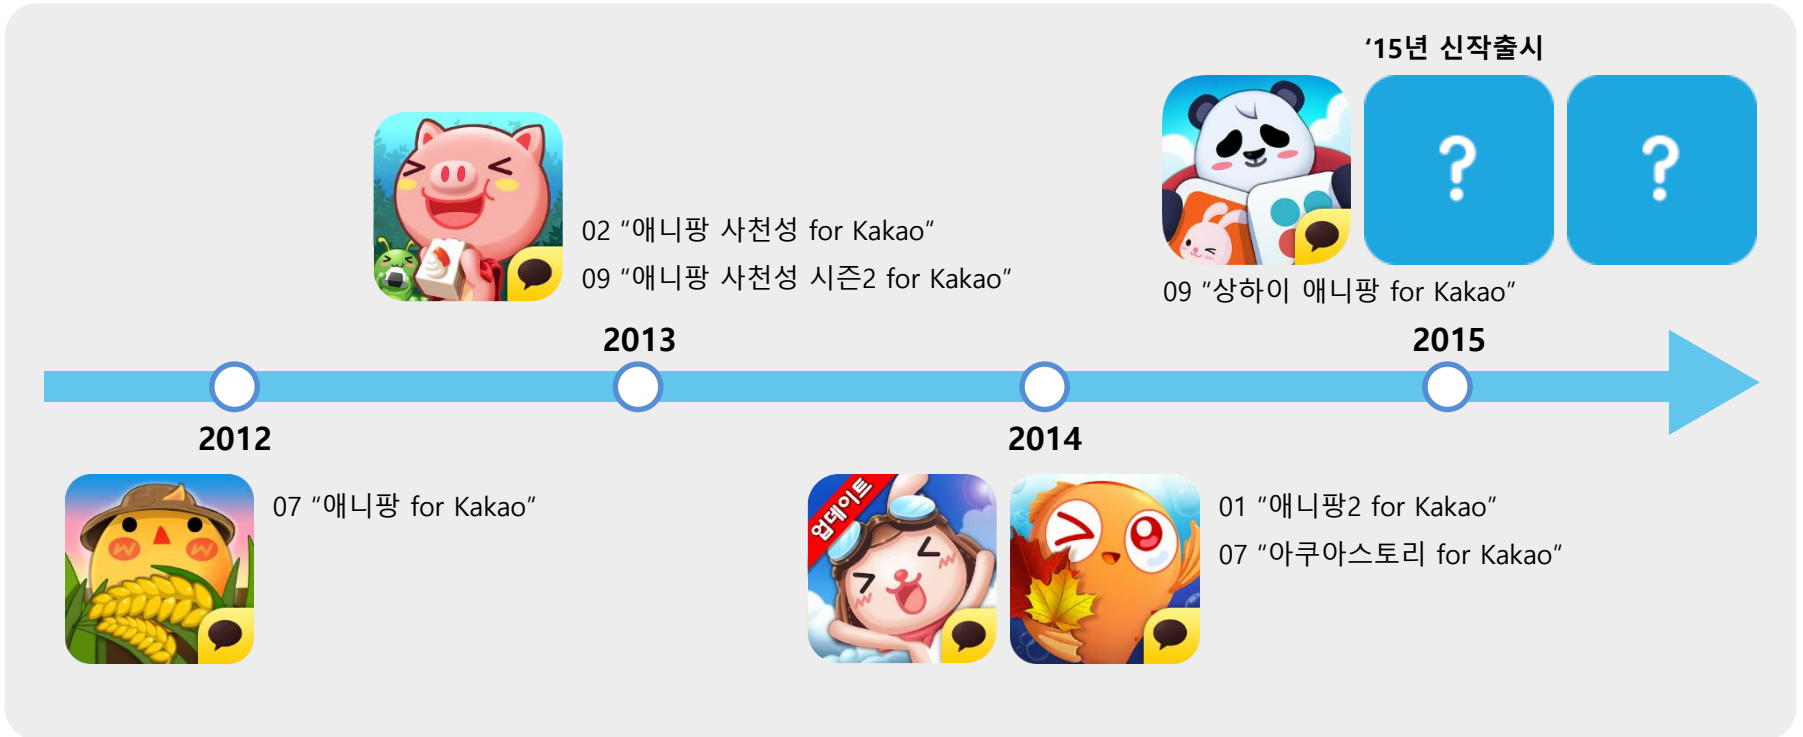 ‘15년 신작출시
02 “애니팡 사천성 for Kakao”
09 “애니팡 사천성 시즌2 for Kakao”
09 “상하이 애니팡 for Kakao”
2013
2015
2012
2014
07 “애니팡 for Kakao”
업데이트
01 “애니팡2 for Kakao”
07 “아쿠아스토리 for Kakao”
? ?